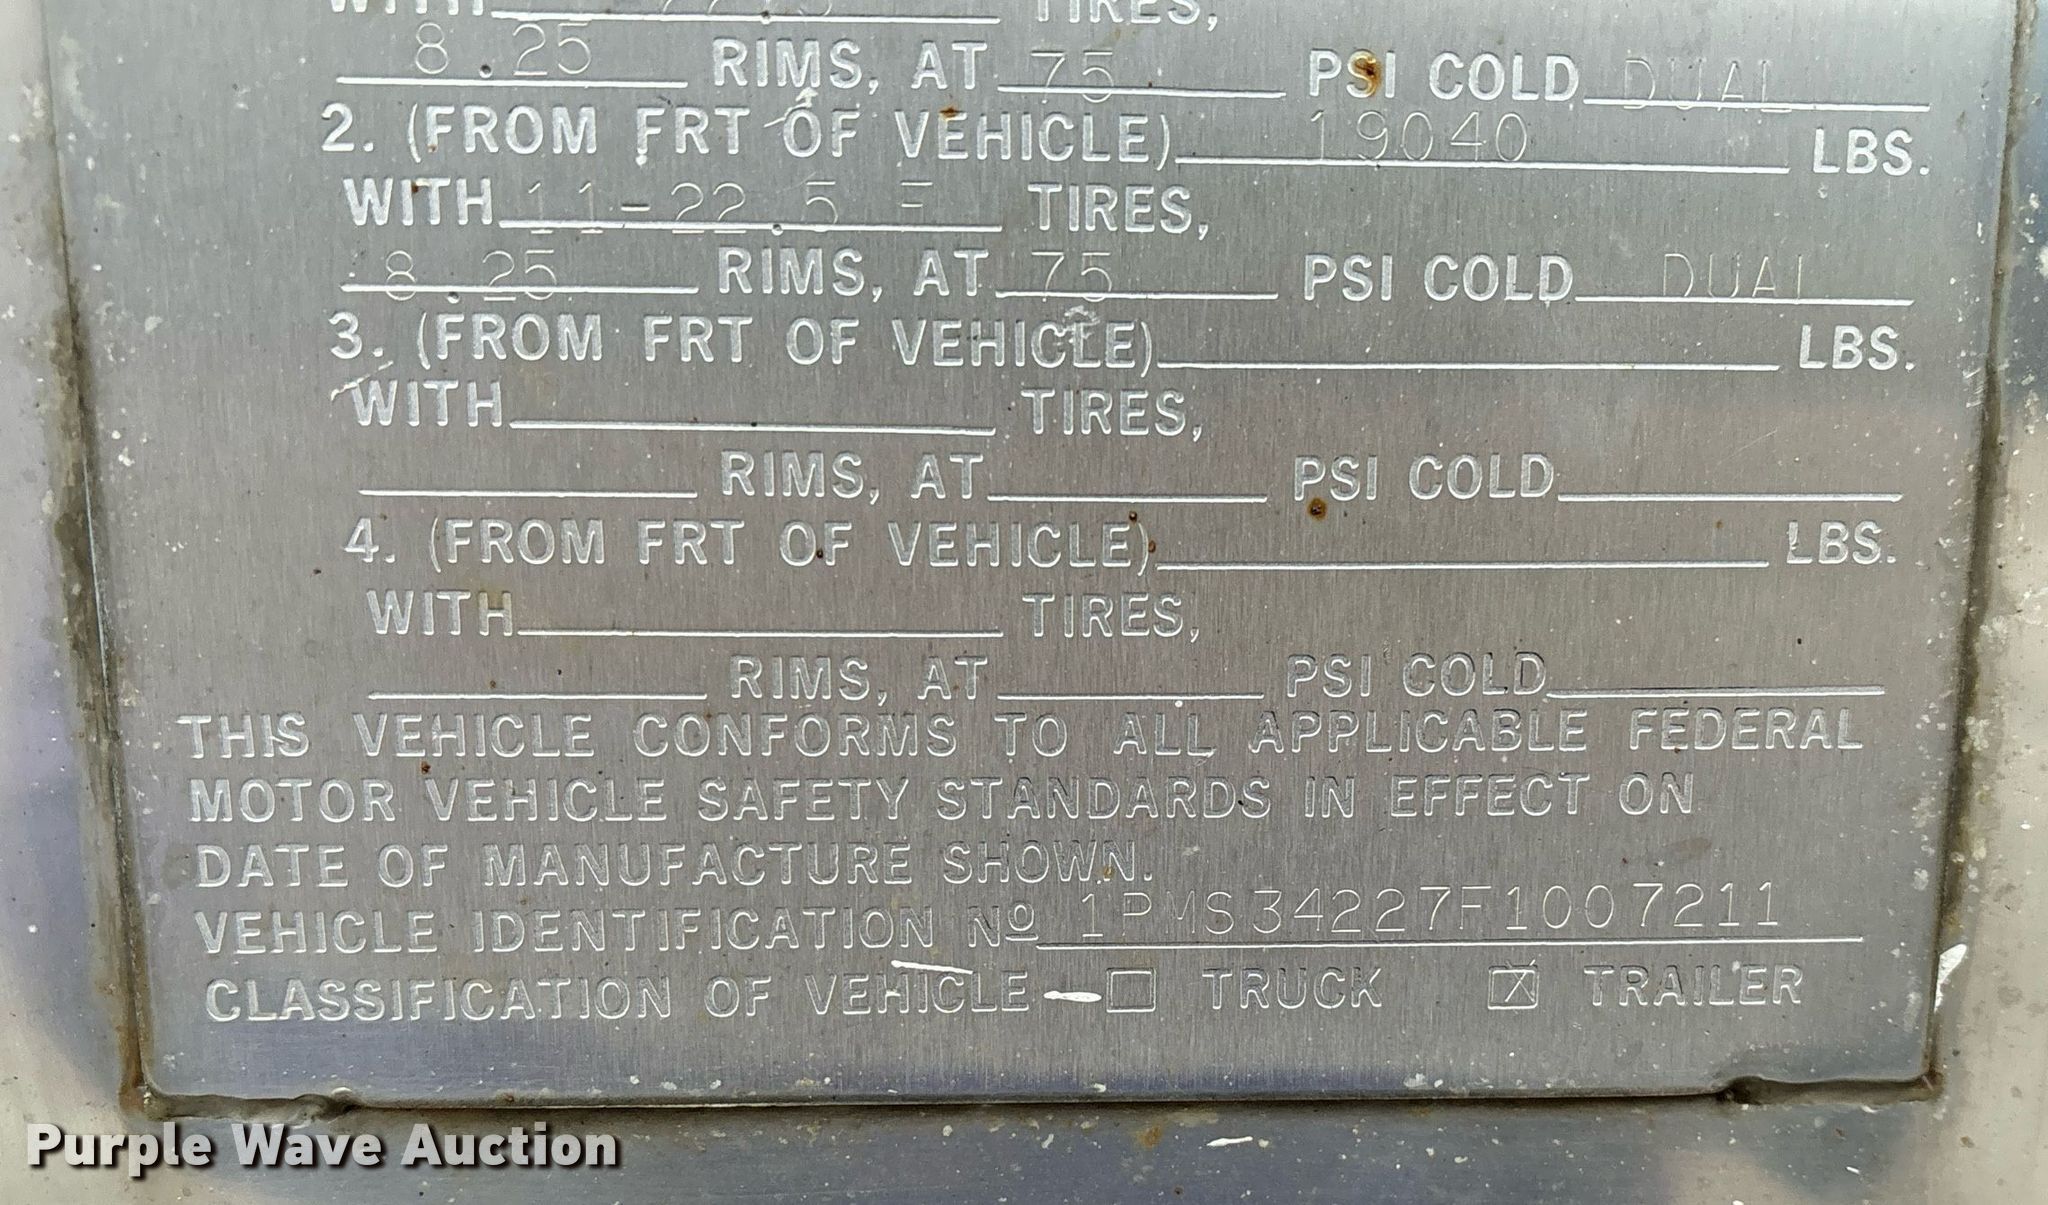 WITH TIRES,
8.25 RIMS, AT 75 PSI COLD DUAL
2. (FROM FRT OF VEHICLE) 19040 LBS.
WITH 11-22.5 F TIRES,
8.25 RIMS, AT 75 PSI COLD DUAL
3. (FROM FRT OF VEHICLE) LBS.
WITH TIRES,
RIMS, AT PSI COLD
4. (FROM FRT OF VEHICLE) LBS.
WITH TIRES,
RIMS, AT PSI COLD
THIS VEHICLE CONFORMS TO ALL APPLICABLE FEDERAL
MOTOR VEHICLE SAFETY STANDARDS IN EFFECT ON
DATE OF MANUFACTURE SHOWN.
VEHICLE IDENTIFICATION Nº 1PMS34227F1007211
CLASSIFICATION OF VEHICLE — ☐ TRUCK ☒ TRAILER
Purple Wave Auction